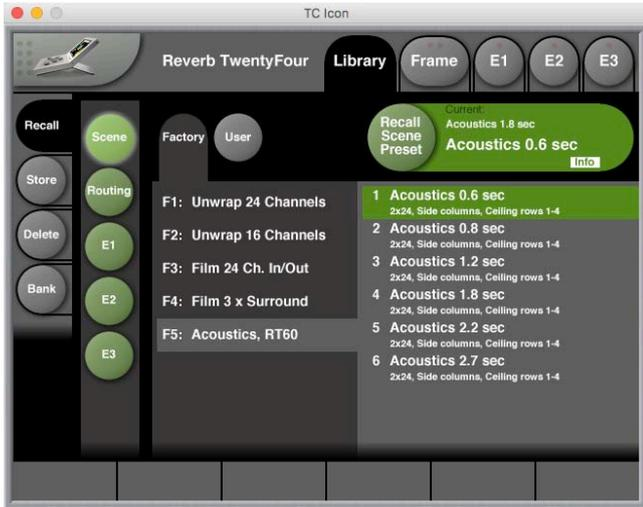 TC Icon
Reverb TwentyFour
Library
Frame
E1
E2
E3
Recall
Store
Delete
Bank
Scene
Routing
E1
E2
E3
Factory
User
Recall
Scene
Preset
Current:
Acoustics 1.8 sec
Acoustics 0.6 sec
Info
F1: Unwrap 24 Channels
F2: Unwrap 16 Channels
F3: Film 24 Ch. In/Out
F4: Film 3 x Surround
F5: Acoustics, RT60
1 Acoustics 0.6 sec
2x24, Side columns, Ceiling rows 1-4
2 Acoustics 0.8 sec
2x24, Side columns, Ceiling rows 1-4
3 Acoustics 1.2 sec
2x24, Side columns, Ceiling rows 1-4
4 Acoustics 1.8 sec
2x24, Side columns, Ceiling rows 1-4
5 Acoustics 2.2 sec
2x24, Side columns, Ceiling rows 1-4
6 Acoustics 2.7 sec
2x24, Side columns, Ceiling rows 1-4